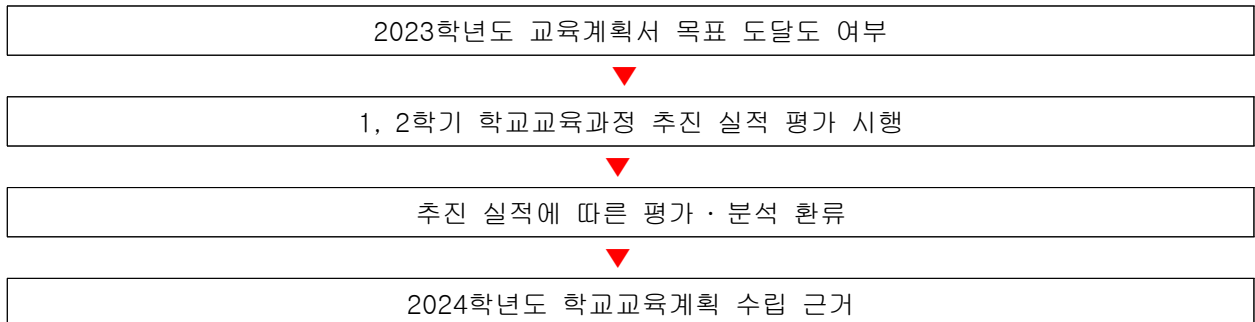 2023학년도 교육계획서 목표 도달도 여부
1, 2학기 학교교육과정 추진 실적 평가 시행
추진 실적에 따른 평가·분석 환류
2024학년도 학교교육계획 수립 근거